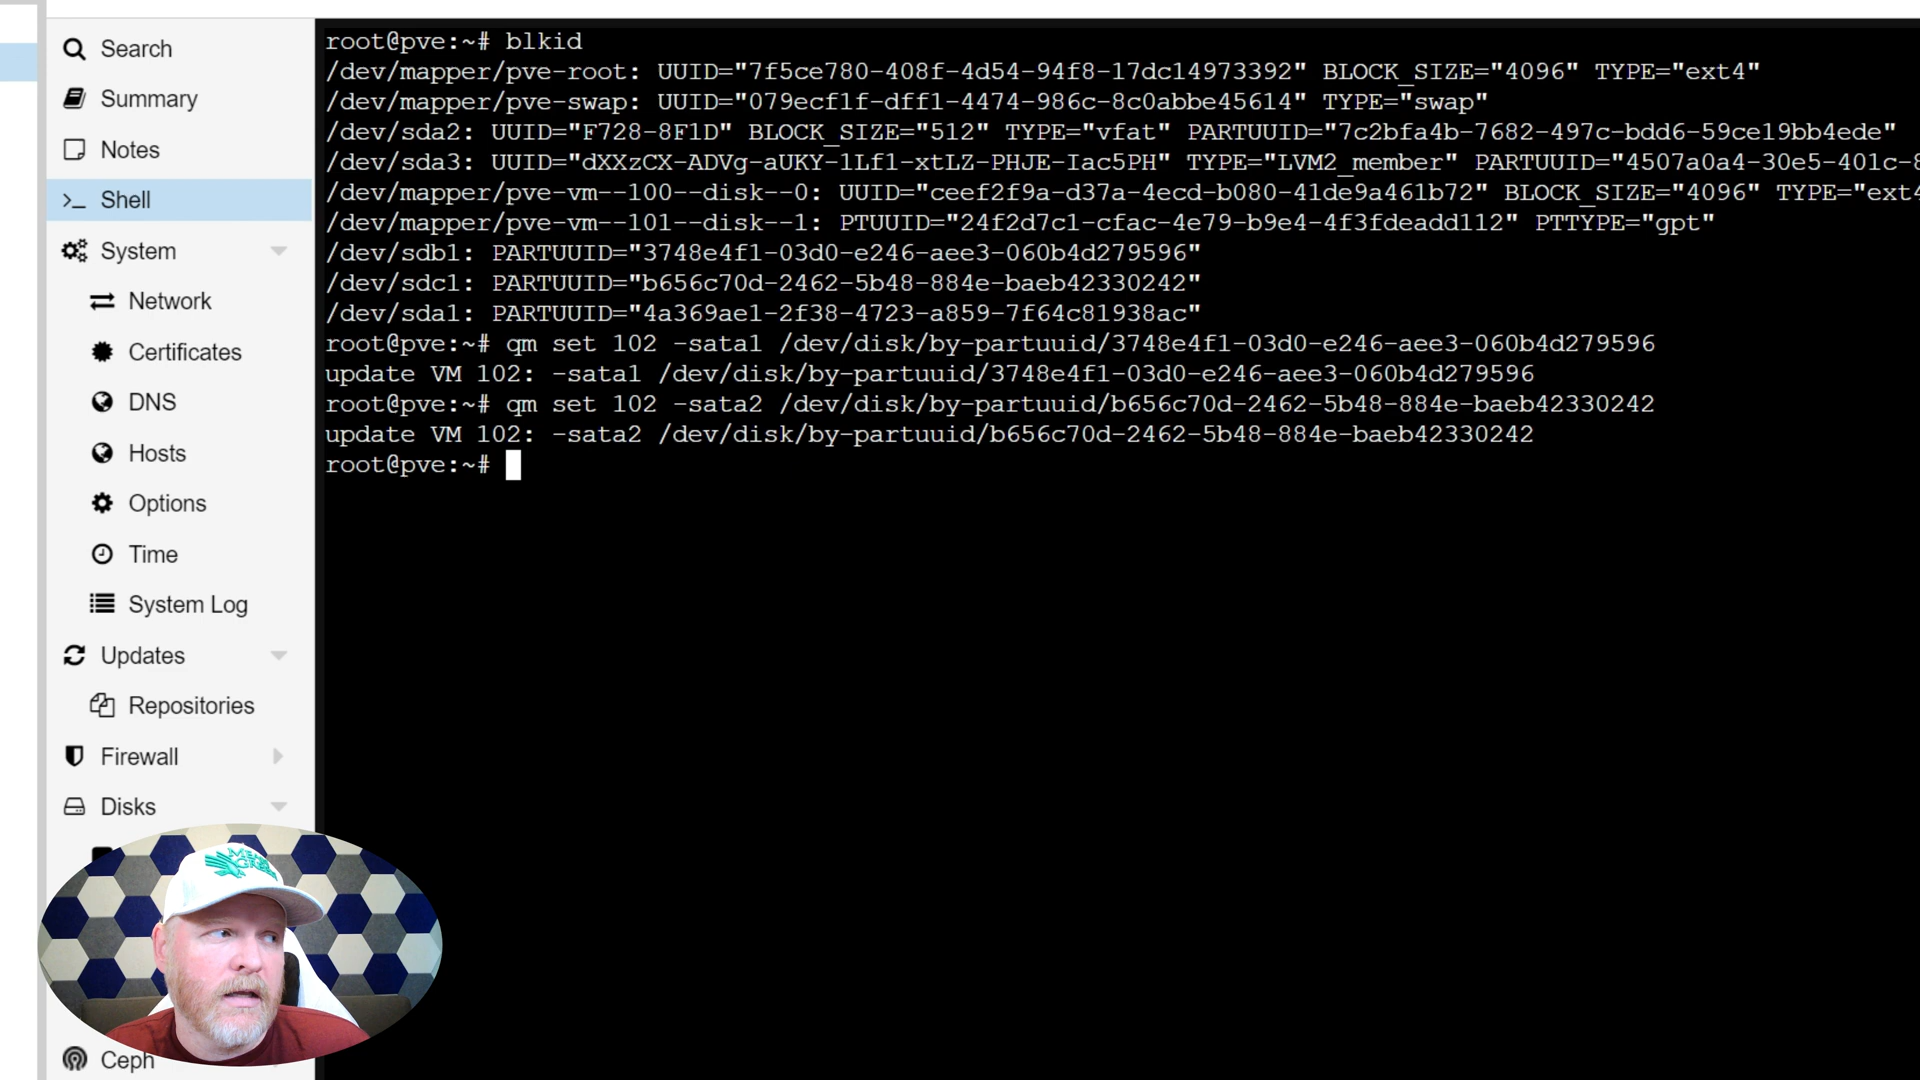 Search
Summary
Notes
Shell
System
Network
Certificates
DNS
Hosts
Options
Time
System Log
Updates
Repositories
Firewall
Disks
Ceph
root@pve:~# blkid
/dev/mapper/pve-root: UUID="7f5ce780-408f-4d54-94f8-17dc14973392" BLOCK_SIZE="4096" TYPE="ext4"
/dev/mapper/pve-swap: UUID="079ecf1f-dff1-4474-986c-8c0abbe45614" TYPE="swap"
/dev/sda2: UUID="F728-8F1D" BLOCK_SIZE="512" TYPE="vfat" PARTUUID="7c2bfa4b-7682-497c-bdd6-59ce19bb4ede"
/dev/sda3: UUID="dXXzCX-ADVg-aUKY-1Lf1-xtLZ-PHJE-Iac5PH" TYPE="LVM2_member" PARTUUID="4507a0a4-30e5-401c-8
/dev/mapper/pve-vm--100--disk--0: UUID="ceef2f9a-d37a-4ecd-b080-41de9a461b72" BLOCK_SIZE="4096" TYPE="ext4
/dev/mapper/pve-vm--101--disk--1: PTUUID="24f2d7c1-cfac-4e79-b9e4-4f3fdeadd112" PTTYPE="gpt"
/dev/sdb1: PARTUUID="3748e4f1-03d0-e246-aee3-060b4d279596"
/dev/sdc1: PARTUUID="b656c70d-2462-5b48-884e-baeb42330242"
/dev/sda1: PARTUUID="4a369ae1-2f38-4723-a859-7f64c81938ac"
root@pve:~# qm set 102 -sata1 /dev/disk/by-partuuid/3748e4f1-03d0-e246-aee3-060b4d279596
update VM 102: -sata1 /dev/disk/by-partuuid/3748e4f1-03d0-e246-aee3-060b4d279596
root@pve:~# qm set 102 -sata2 /dev/disk/by-partuuid/b656c70d-2462-5b48-884e-baeb42330242
update VM 102: -sata2 /dev/disk/by-partuuid/b656c70d-2462-5b48-884e-baeb42330242
root@pve:~#
MEAN
GREEN